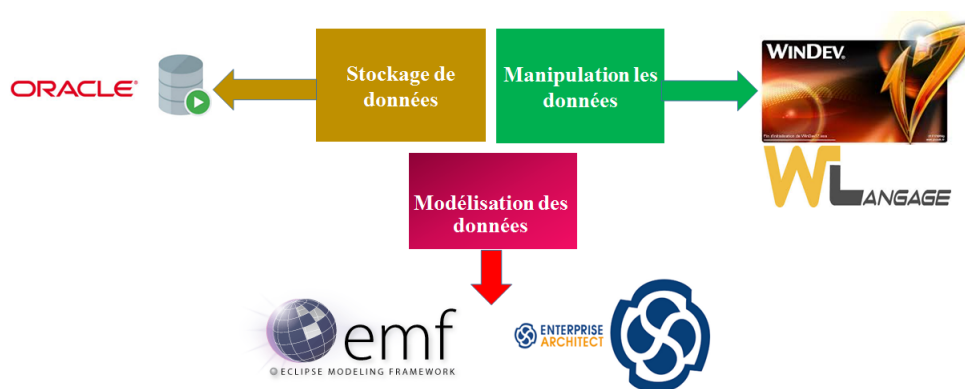 ORACLE
Stockage de
données
Manipulation les
données
WINDEV
17
WLANGAGE
Modélisation des
données
emf
ECLIPSE MODELING FRAMEWORK
ENTERPRISE
ARCHITECT